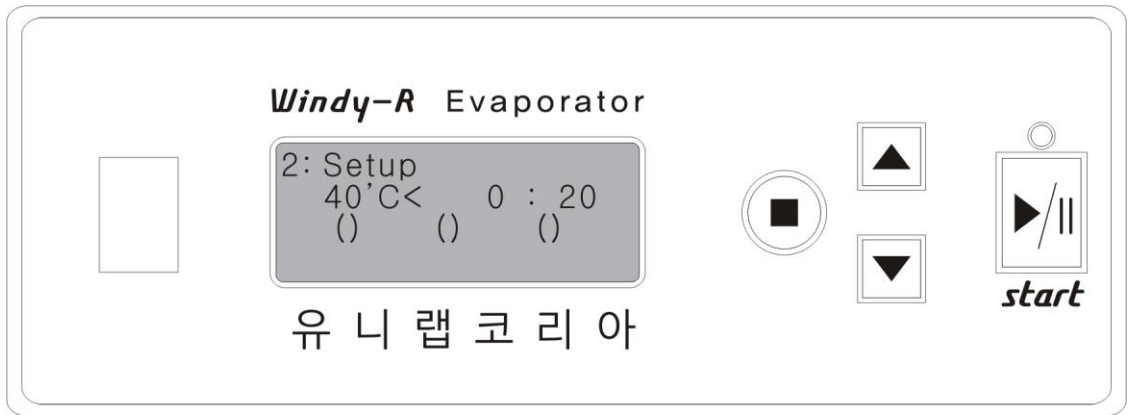 Windy-R Evaporator
2: Setup
40'C< 0 : 20
() () ()
유니랩코리아
start